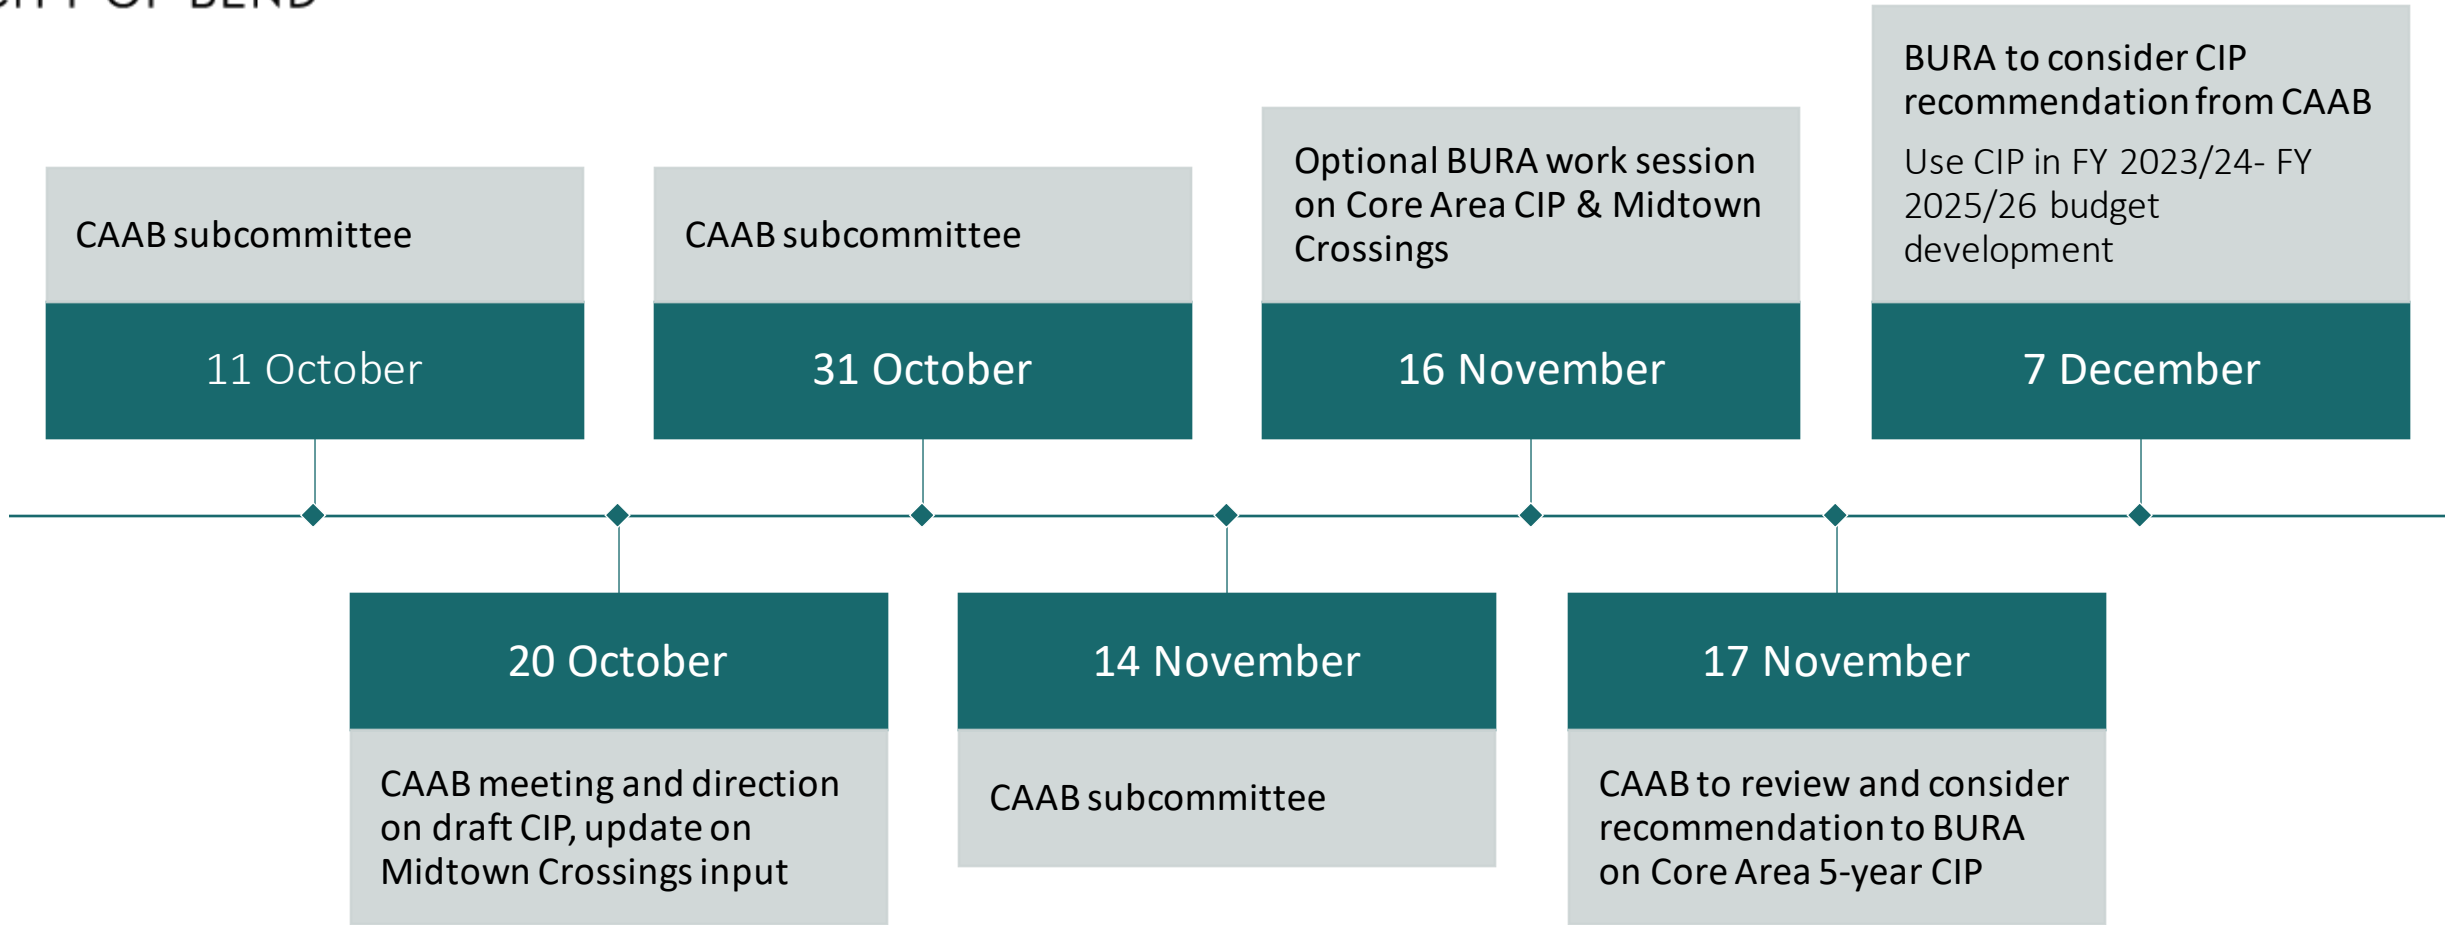 CITY OF BEND
CAAB subcommittee
11 October
20 October
CAAB meeting and direction
on draft CIP, update on
Midtown Crossings input
CAAB subcommittee
31 October
14 November
CAAB subcommittee
Optional BURA work session
on Core Area CIP & Midtown
Crossings
16 November
17 November
CAAB to review and consider
recommendation to BURA
on Core Area 5-year CIP
BURA to consider CIP
recommendation from CAAB
Use CIP in FY 2023/24- FY
2025/26 budget
development
7 December